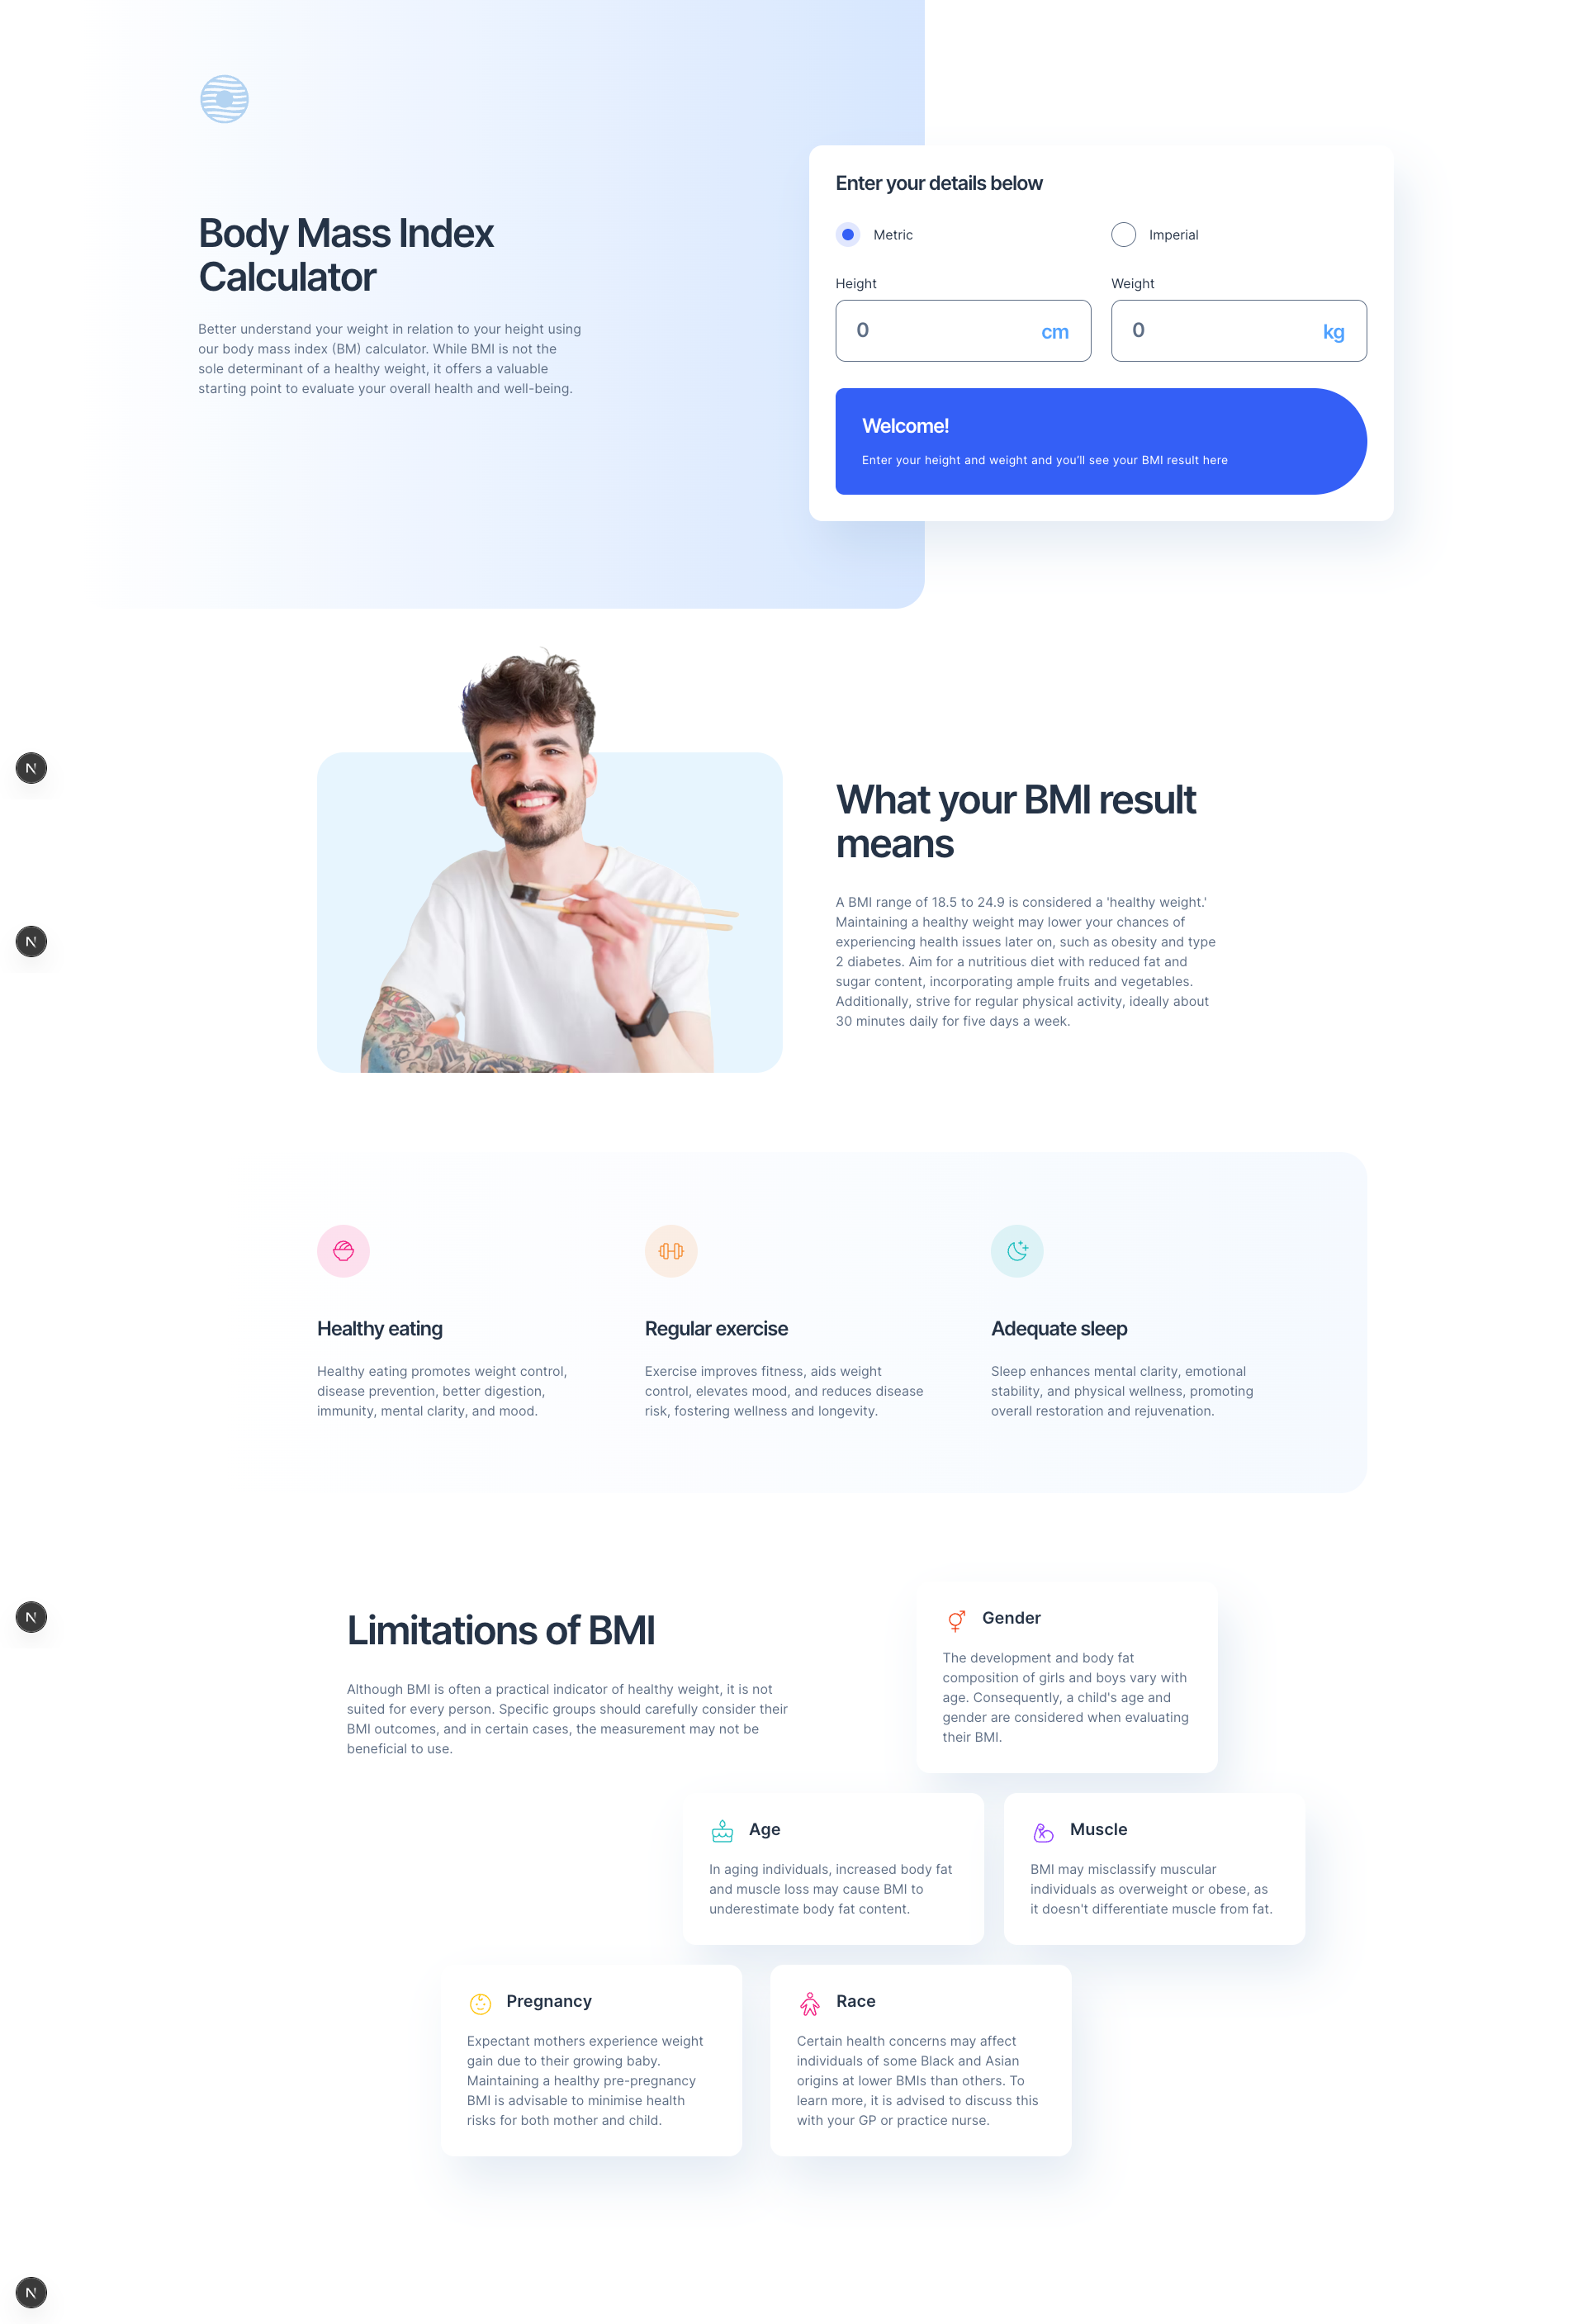 Body Mass Index
Calculator
Better understand your weight in relation to your height using
our body mass index (BM) calculator. While BMI is not the
sole determinant of a healthy weight, it offers a valuable
starting point to evaluate your overall health and well-being.
Enter your details below
Metric
Imperial
Height
Weight
0 cm
0 kg
Welcome!
Enter your height and weight and you'll see your BMI result here
N
N
What your BMI result
means
A BMI range of 18.5 to 24.9 is considered a 'healthy weight.'
Maintaining a healthy weight may lower your chances of
experiencing health issues later on, such as obesity and type
2 diabetes. Aim for a nutritious diet with reduced fat and
sugar content, incorporating ample fruits and vegetables.
Additionally, strive for regular physical activity, ideally about
30 minutes daily for five days a week.
Healthy eating
Healthy eating promotes weight control,
disease prevention, better digestion,
immunity, mental clarity, and mood.
Regular exercise
Exercise improves fitness, aids weight
control, elevates mood, and reduces disease
risk, fostering wellness and longevity.
Adequate sleep
Sleep enhances mental clarity, emotional
stability, and physical wellness, promoting
overall restoration and rejuvenation.
N
Limitations of BMI
Although BMI is often a practical indicator of healthy weight, it is not
suited for every person. Specific groups should carefully consider their
BMI outcomes, and in certain cases, the measurement may not be
beneficial to use.
Gender
The development and body fat
composition of girls and boys vary with
age. Consequently, a child's age and
gender are considered when evaluating
their BMI.
Age
In aging individuals, increased body fat
and muscle loss may cause BMI to
underestimate body fat content.
Muscle
BMI may misclassify muscular
individuals as overweight or obese, as
it doesn't differentiate muscle from fat.
Pregnancy
Expectant mothers experience weight
gain due to their growing baby.
Maintaining a healthy pre-pregnancy
BMI is advisable to minimise health
risks for both mother and child.
Race
Certain health concerns may affect
individuals of some Black and Asian
origins at lower BMIs than others. To
learn more, it is advised to discuss this
with your GP or practice nurse.
N